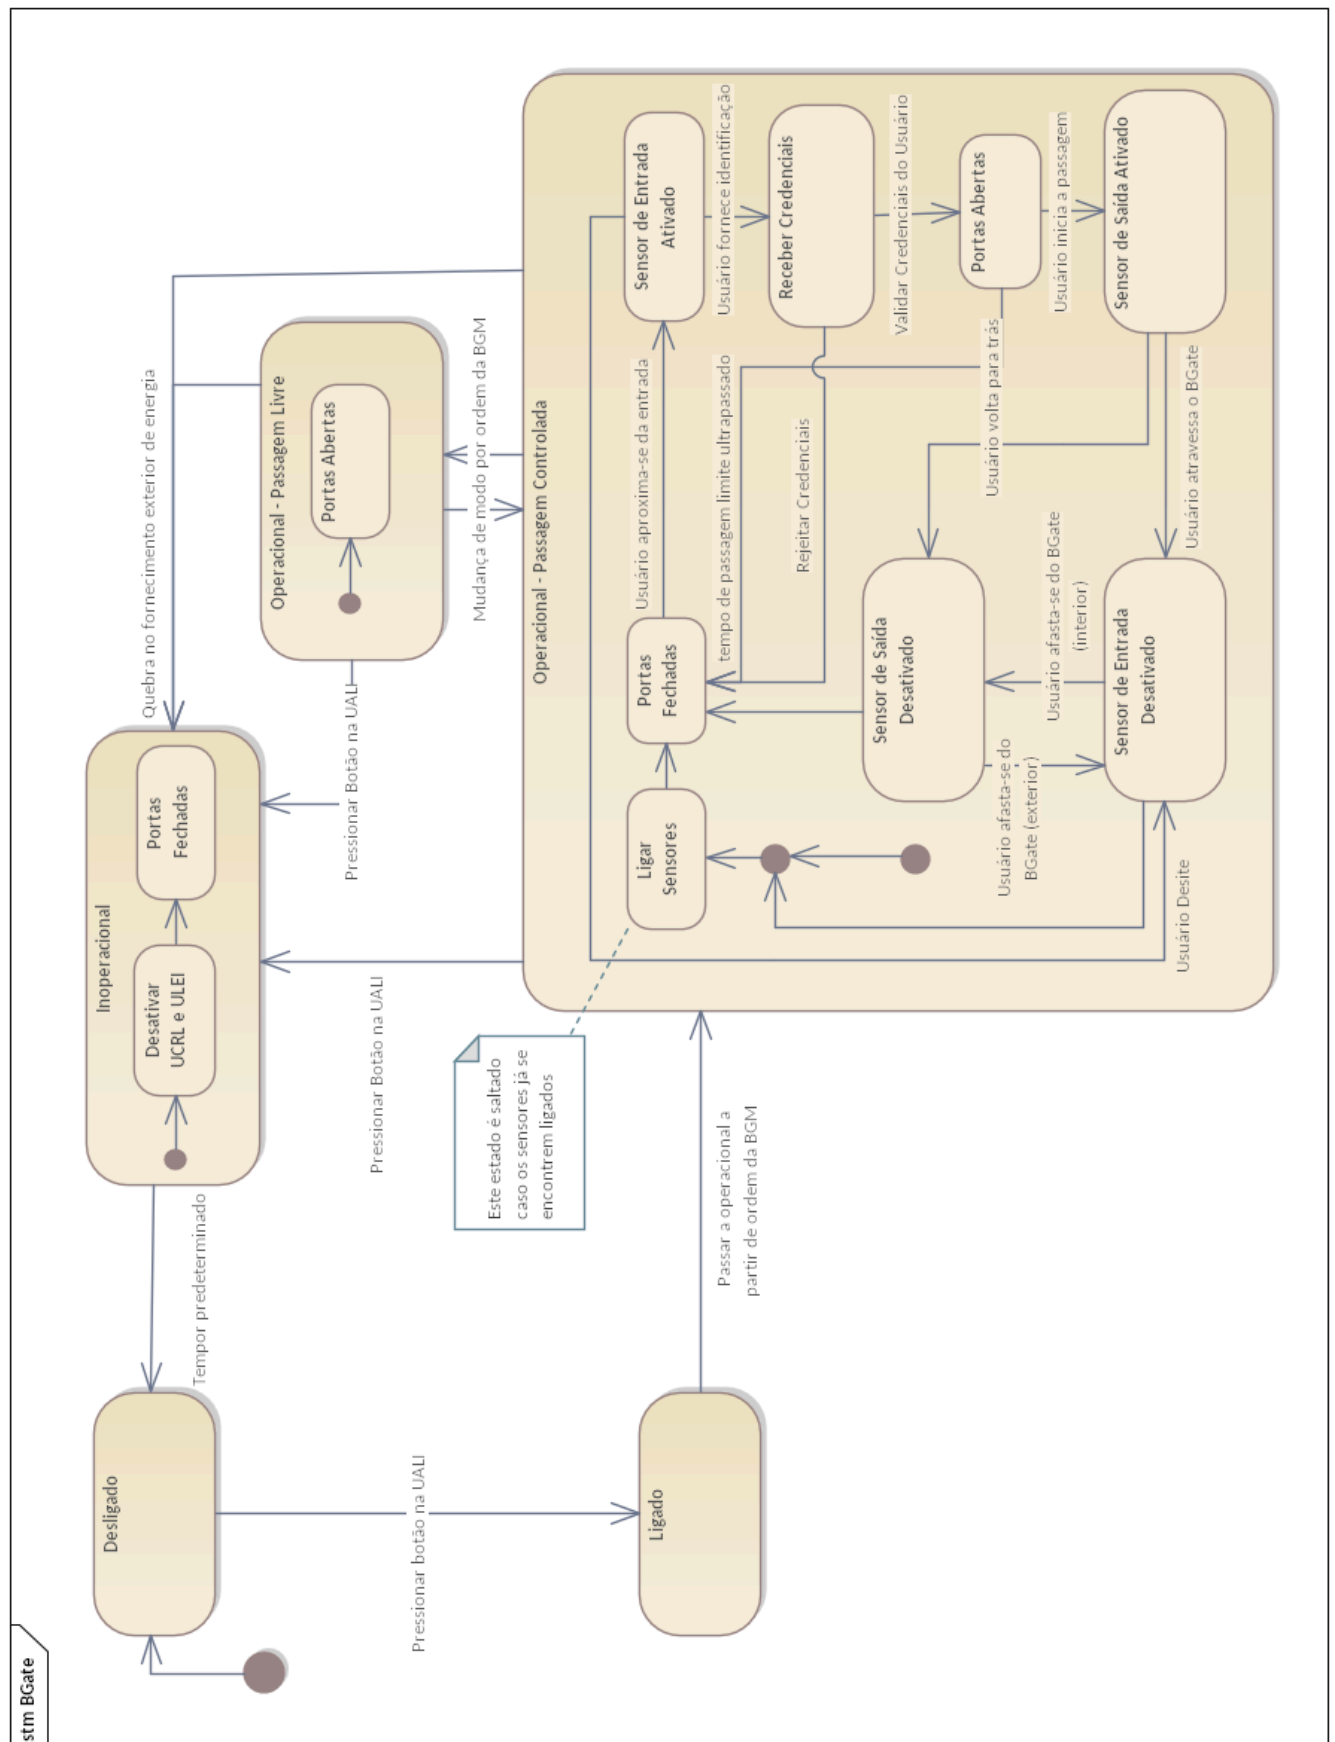 stm BGate
Desligado
Pressionar botão na UALI
Ligado
Tempor predeterminado
Passar a operacional a
partir de ordem da BGM
Inoperacional
Desativar
UCRL e ULEI
Portas
Fechadas
Pressionar Botão na UALI
Pressionar Botão na UALI
Quebra no fornecimento exterior de energia
Operacional - Passagem Livre
Portas Abertas
Mudança de modo por ordem da BGM
Este estado é saltado
caso os sensores já se
encontrem ligados
Operacional - Passagem Controlada
Ligar
Sensores
Portas
Fechadas
Usuário aproxima-se da entrada
Sensor de Entrada
Ativado
Usuário fornece identificação
Receber Credenciais
tempo de passagem limite ultrapassado
Rejeitar Credenciais
Validar Credenciais do Usuário
Portas Abertas
Usuário inicia a passagem
Sensor de Saída Ativado
Usuário volta para trás
Usuário atravessa o BGate
Sensor de Saída
Desativado
Usuário afasta-se do BGate
(interior)
Usuário afasta-se do
BGate (exterior)
Sensor de Entrada
Desativado
Usuário Desite